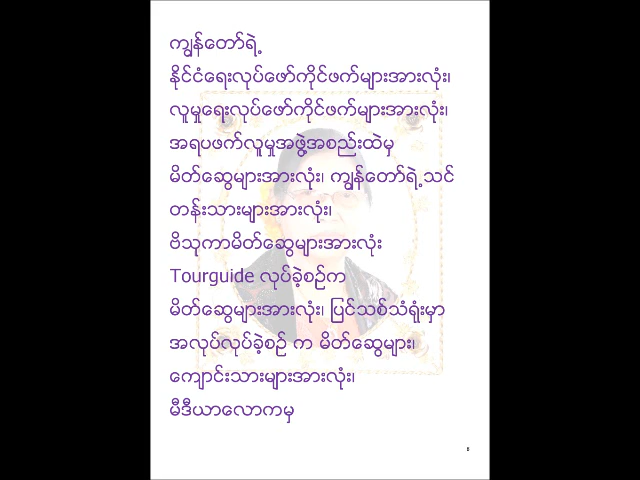 ကျွန်တော်ရဲ့
နိုင်ငံရေးလုပ်ဖော်ကိုင်ဖက်များအားလုံး၊
လူမှုရေးလုပ်ဖော်ကိုင်ဖက်များအားလုံး၊
အရပဖက်လူမှုအဖွဲ့အစည်းထဲမှ
မိတ်ဆွေများအားလုံး၊ ကျွန်တော်ရဲ့သင်
တန်းသားများအားလုံး၊
ဗိသုကာမိတ်ဆွေများအားလုံး
Tourguide လုပ်ခဲ့စဉ်က
မိတ်ဆွေများအားလုံး၊ ပြင်သစ်သံရုံးမှာ
အလုပ်လုပ်ခဲ့စဉ် က မိတ်ဆွေများ၊
ကျောင်းသားများအားလုံး၊
မီဒီယာလောကမှ